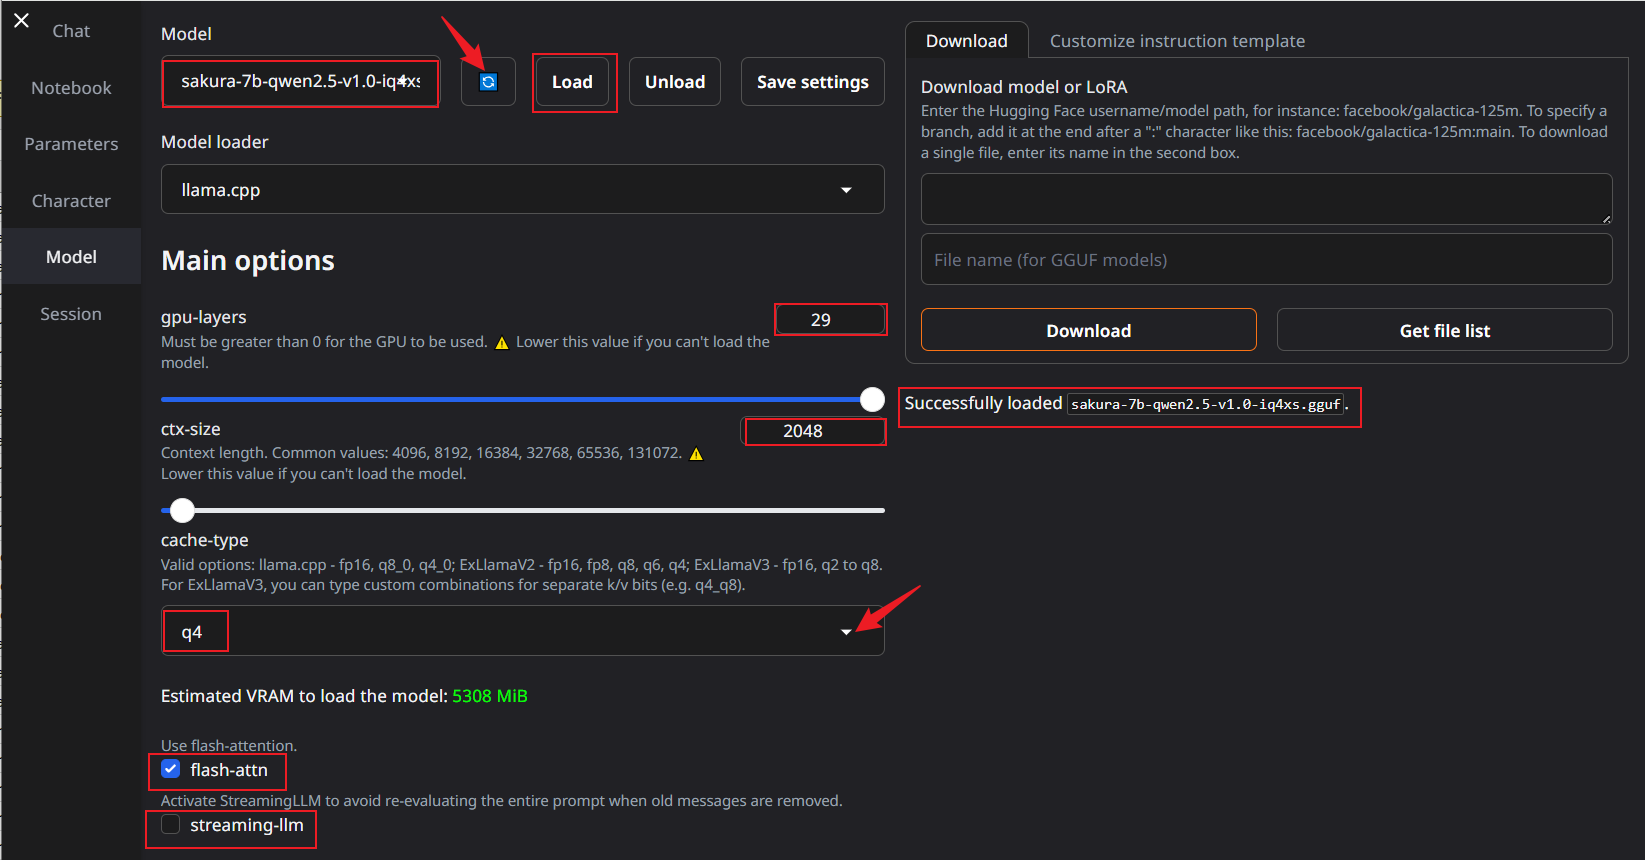 Chat
Notebook
Parameters
Character
Model
Session
Model
sakura-7b-qwen2.5-v1.0-iq4xs
Load
Unload
Save settings
Model loader
llama.cpp
Main options
gpu-layers
29
Must be greater than 0 for the GPU to be used. ⚠ Lower this value if you can't load the
model.
ctx-size
2048
Context length. Common values: 4096, 8192, 16384, 32768, 65536, 131072. ⚠
Lower this value if you can't load the model.
cache-type
Valid options: llama.cpp - fp16, q8_0, q4_0; ExLlamaV2 - fp16, fp8, q8, q6, q4; ExLlamaV3 - fp16, q2 to q8.
For ExLlamaV3, you can type custom combinations for separate k/v bits (e.g. q4_q8).
q4
Estimated VRAM to load the model: 5308 MiB
Use flash-attention.
flash-attn
Activate StreamingLLM to avoid re-evaluating the entire prompt when old messages are removed.
streaming-llm
Download
Customize instruction template
Download model or LoRA
Enter the Hugging Face username/model path, for instance: facebook/galactica-125m. To specify a
branch, add it at the end after a ":" character like this: facebook/galactica-125m:main. To download
a single file, enter its name in the second box.
File name (for GGUF models)
Download
Get file list
Successfully loaded sakura-7b-qwen2.5-v1.0-iq4xs.gguf.